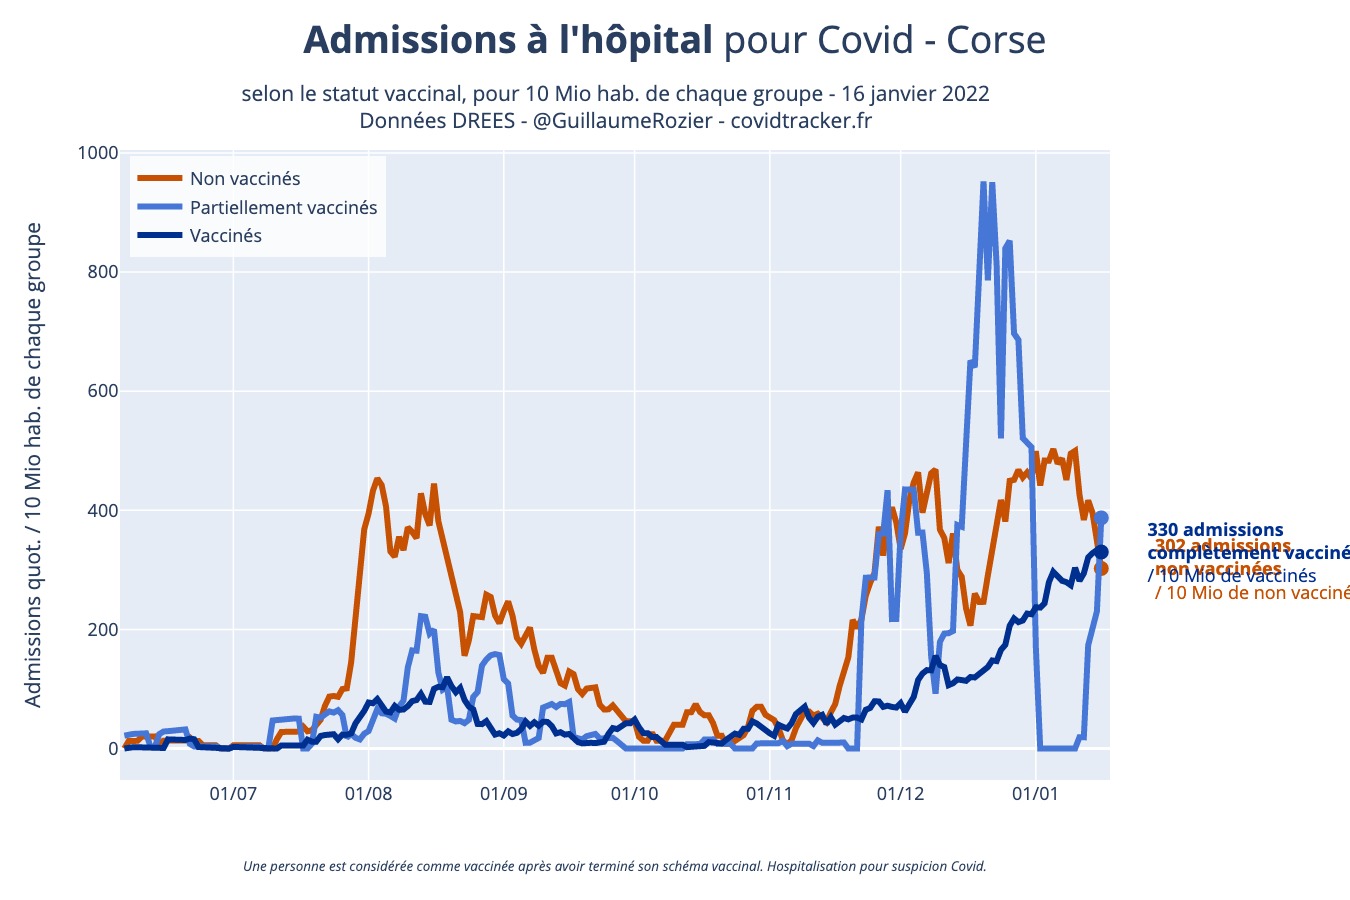 Admissions à l'hôpital pour Covid - Corse
selon le statut vaccinal, pour 10 Mio hab. de chaque groupe - 16 janvier 2022
Données DREES - @GuillaumeRozier - covidtracker.fr
Admissions quot. / 10 Mio hab. de chaque groupe
1000
800
600
400
200
0
Non vaccinés
Partiellement vaccinés
Vaccinés
330 admissions
complètement vacciné
/ 10 Mio de vaccinés
302 admissions
non vaccinées
/ 10 Mio de non vacciné
01/07
01/08
01/09
01/10
01/11
01/12
01/01
Une personne est considérée comme vaccinée après avoir terminé son schéma vaccinal. Hospitalisation pour suspicion Covid.